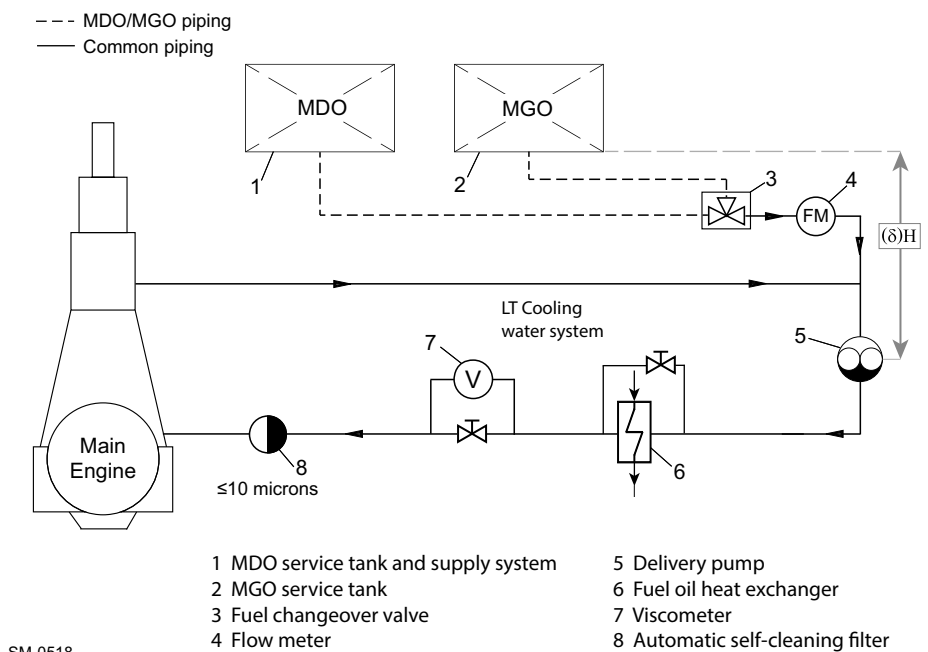 MDO/MGO piping
Common piping
MDO
MGO
1
2
3
4
FM
(δ)H
LT Cooling
water system
5
7
V
Main
Engine
8
≤10 microns
6
1 MDO service tank and supply system
2 MGO service tank
3 Fuel changeover valve
4 Flow meter
5 Delivery pump
6 Fuel oil heat exchanger
7 Viscometer
8 Automatic self-cleaning filter
SM-0518